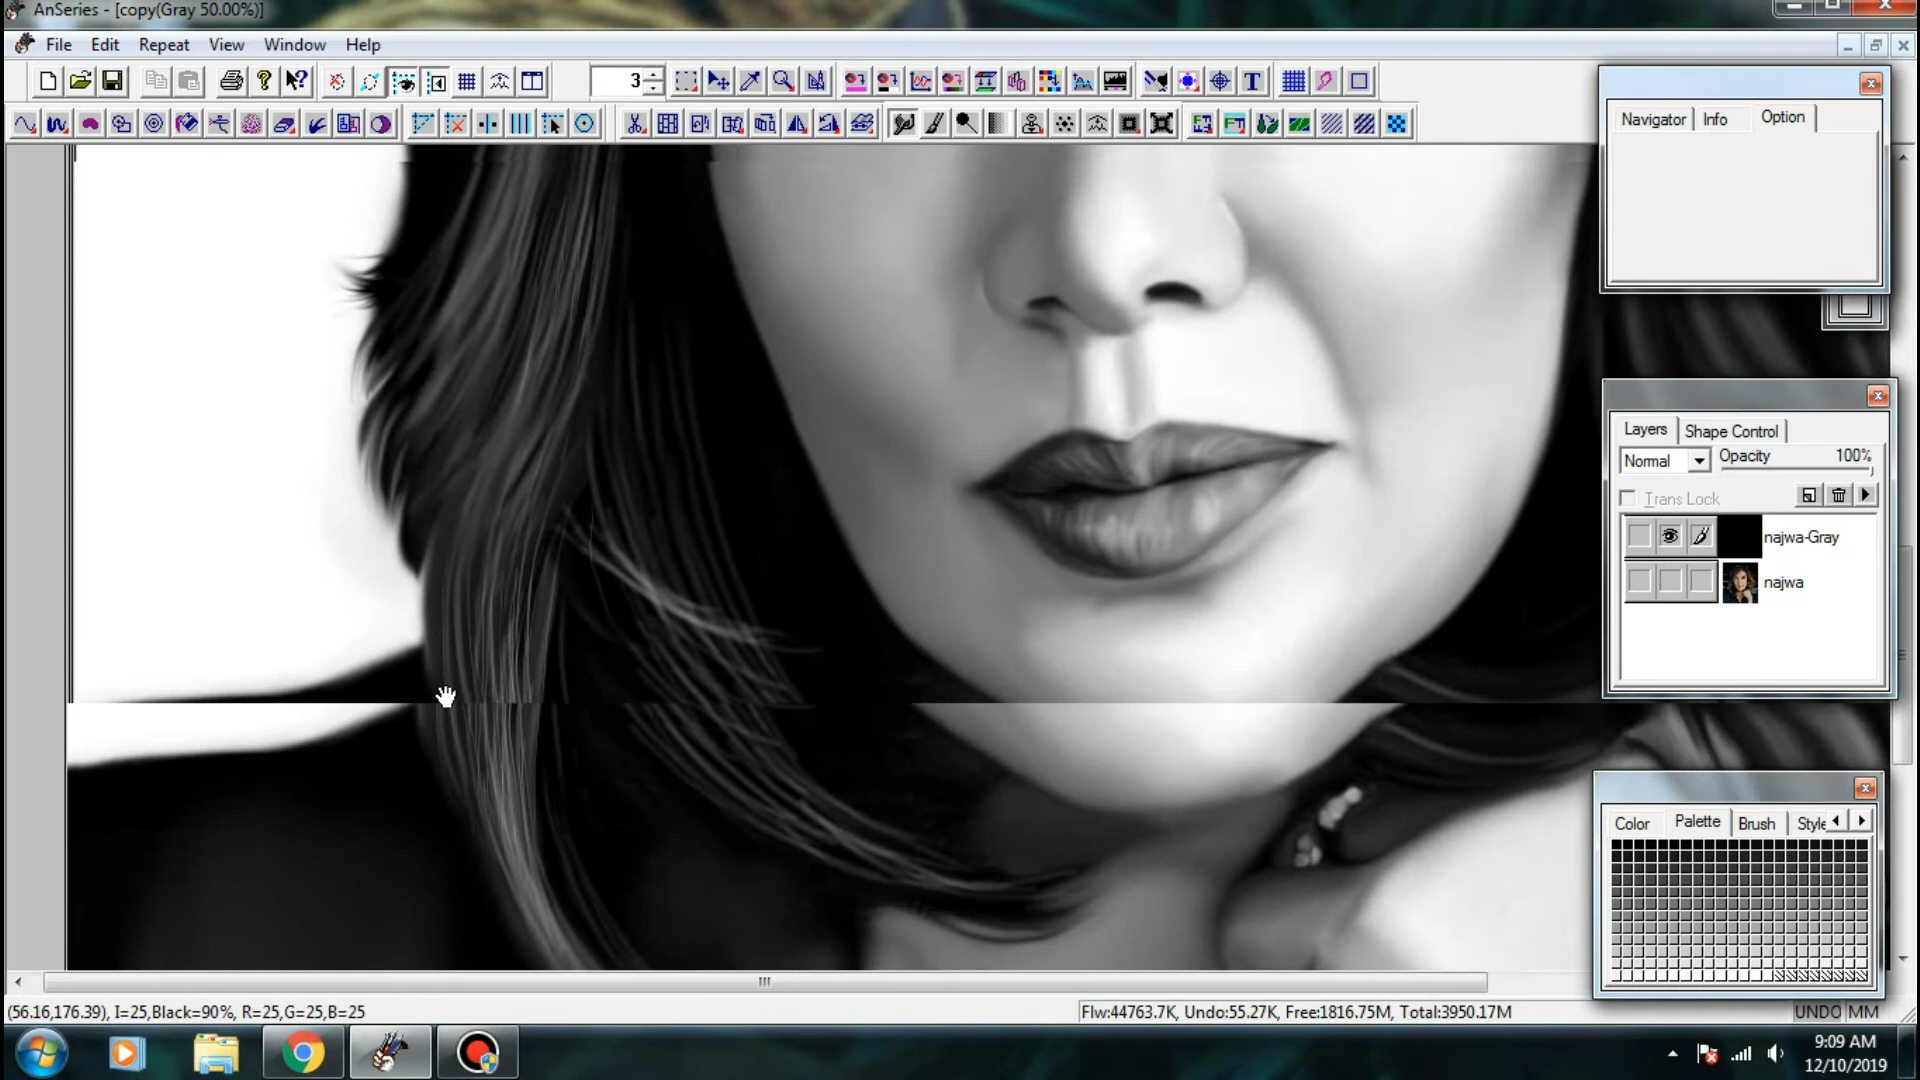 AnSeries - [copy(Gray 50.00%)]
File Edit Repeat View Window Help
3
Navigator Info Option
Layers Shape Control
Normal Opacity 100%
Trans Lock
najwa-Gray
najwa
Color Palette Brush Style
(56.16,176.39), I=25,Black=90%, R=25,G=25,B=25 Flw:44763.7K, Undo:55.27K, Free:1816.75M, Total:3950.17M UNDO MM
9:09 AM
12/10/2019